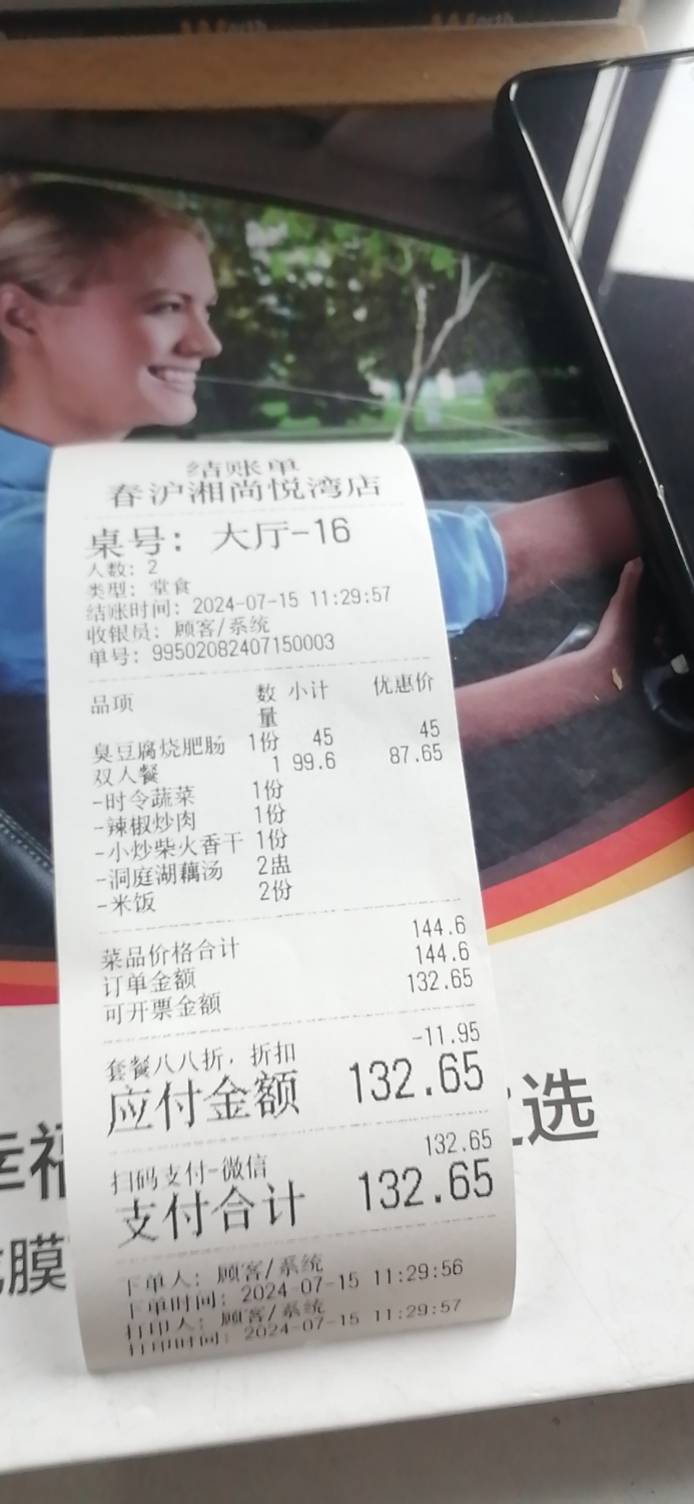 结账单
春沪湘尚悦湾店
桌号: 大厅-16
人数: 2
类型: 堂食
结账时间: 2024-07-15 11:29:57
收银员: 顾客/系统
单号: 99502082407150003
品项 数量 小计 优惠价
臭豆腐烧肥肠 1份 45 45
双人餐 1 99.6 87.65
-时令蔬菜 1份
-辣椒炒肉 1份
-小炒柴火香干 1份
-洞庭湖藕汤 2盅
-米饭 2份
菜品价格合计 144.6
订单金额 144.6
可开票金额 132.65
套餐八八折, 折扣 -11.95
应付金额 132.65
扫码支付-微信 132.65
支付合计 132.65
下单人: 顾客/系统
下单时间: 2024-07-15 11:29:56
打印人: 顾客/系统
打印时间: 2024-07-15 11:29:57
幸福
选
膜